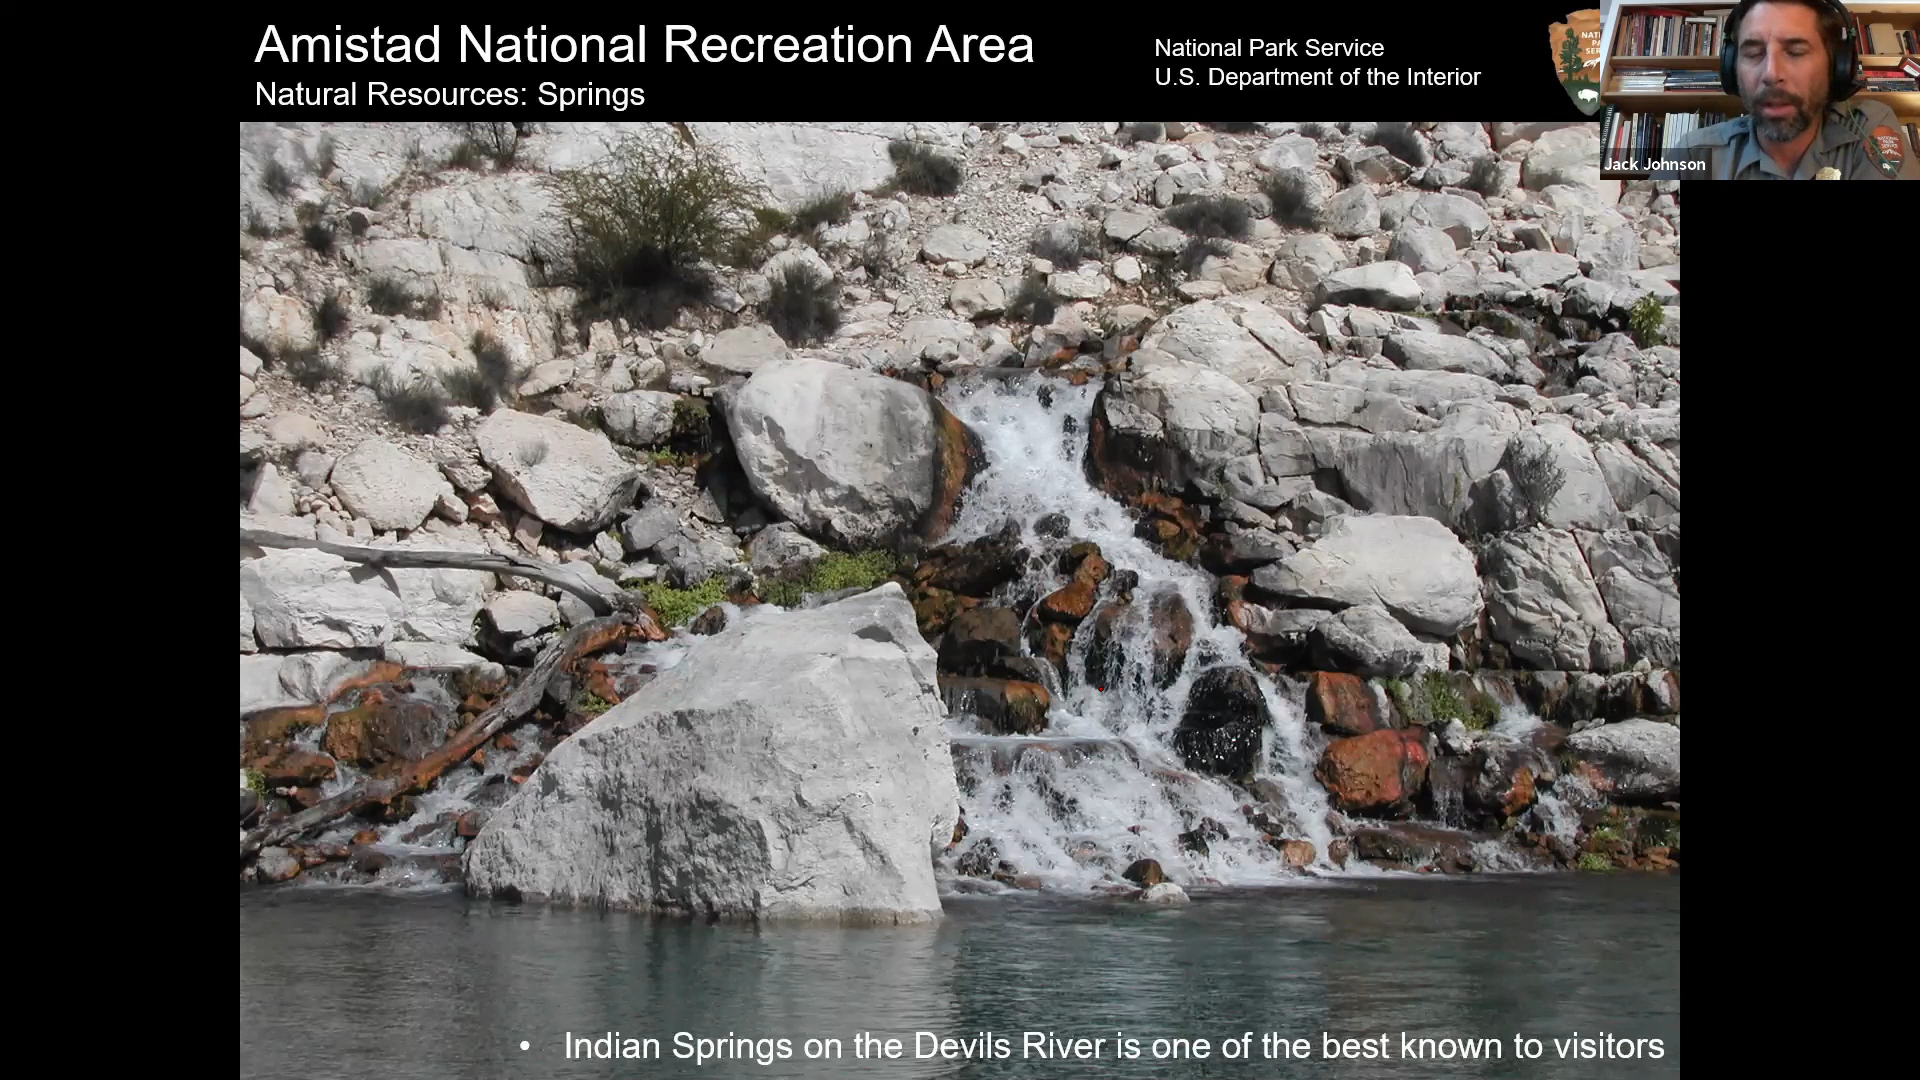 Amistad National Recreation Area
Natural Resources: Springs
National Park Service
U.S. Department of the Interior
Jack Johnson
• Indian Springs on the Devils River is one of the best known to visitors